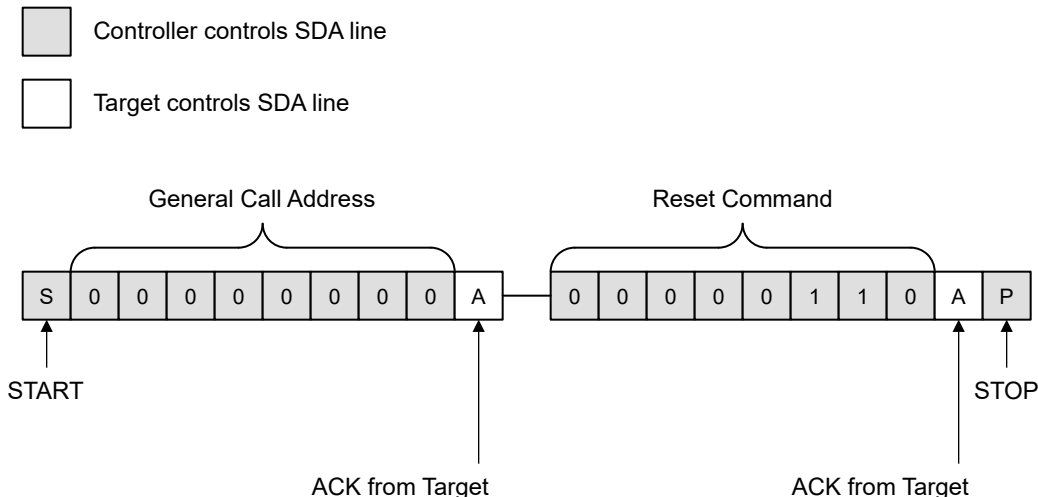 Controller controls SDA line
Target controls SDA line
General Call Address Reset Command
S 0 0 0 0 0 0 0 0 A 0 0 0 0 0 1 1 0 A P
START STOP
ACK from Target ACK from Target